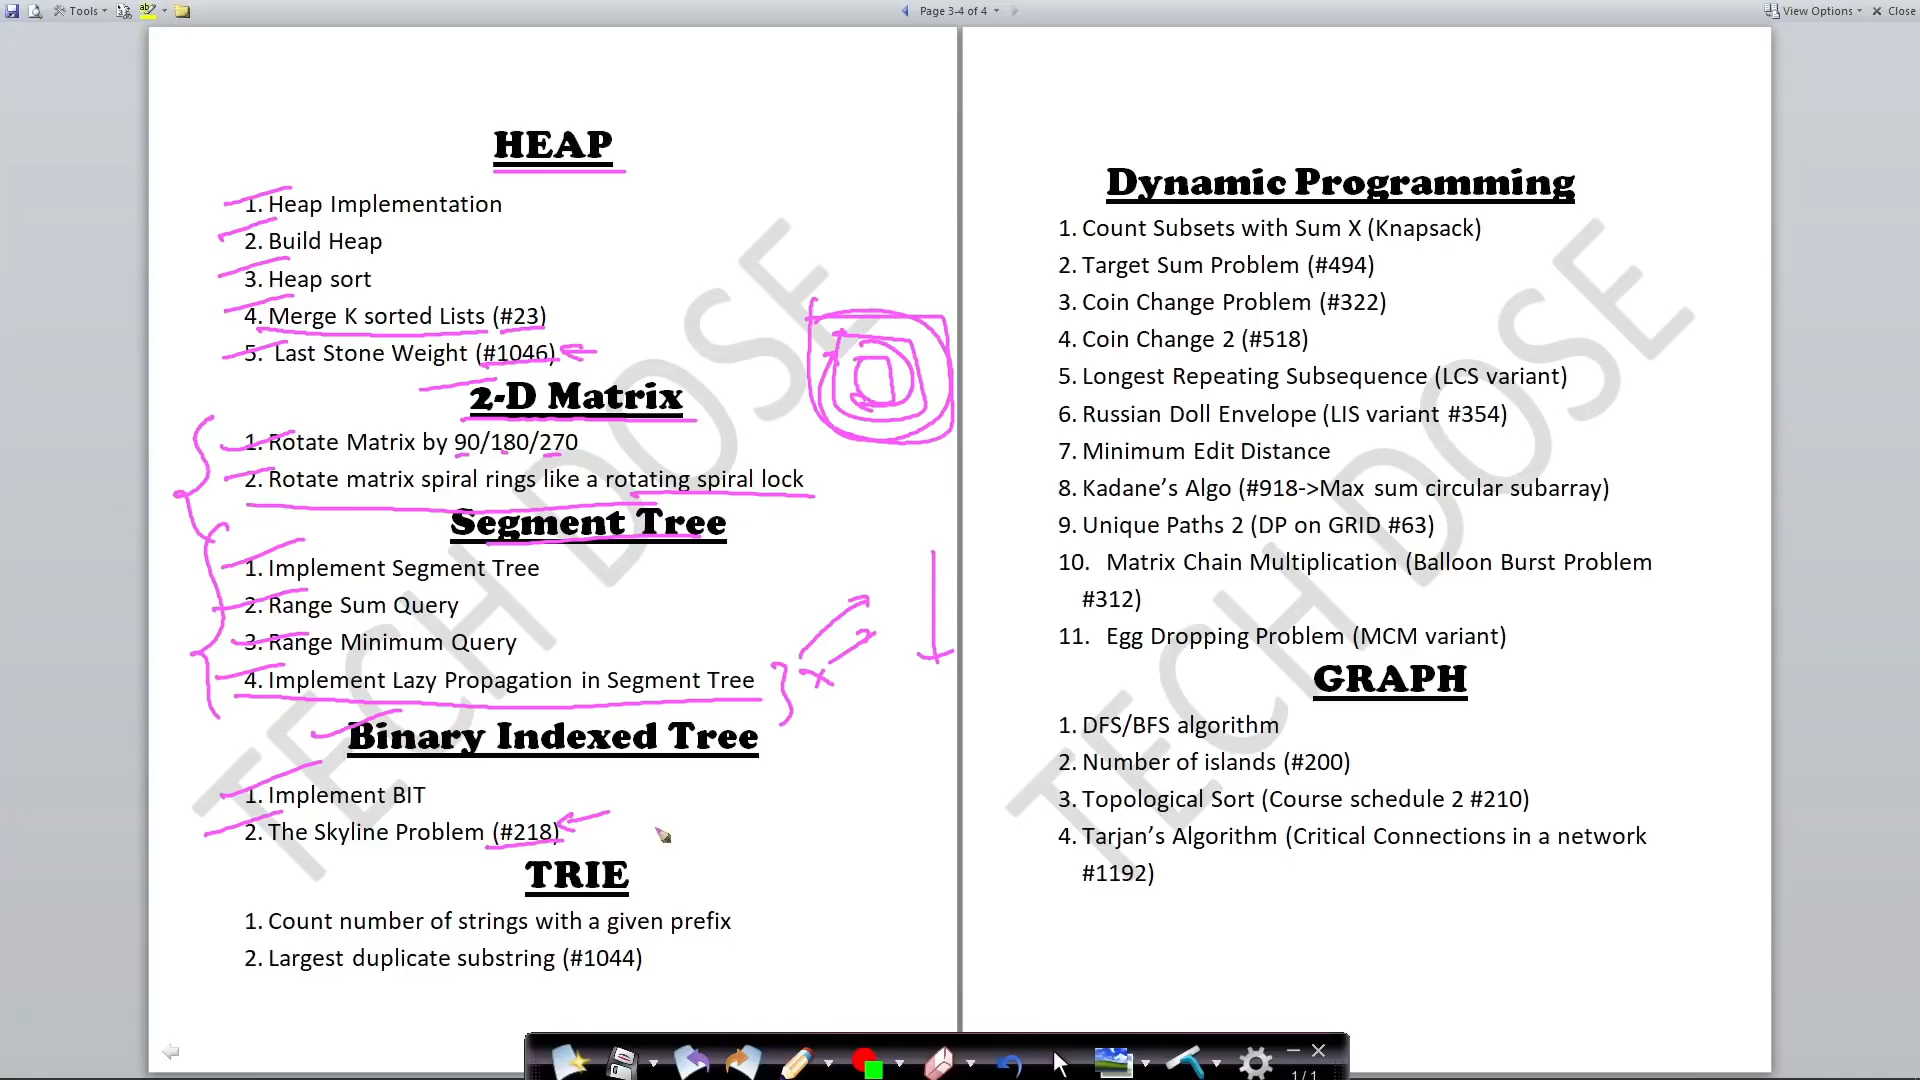 Tools
Page 3-4 of 4
View Options
Close
HEAP
1. Heap Implementation
2. Build Heap
3. Heap sort
4. Merge K sorted Lists (#23)
5. Last Stone Weight (#1046)
2-D Matrix
1. Rotate Matrix by 90/180/270
2. Rotate matrix spiral rings like a rotating spiral lock
Segment Tree
1. Implement Segment Tree
2. Range Sum Query
3. Range Minimum Query
4. Implement Lazy Propagation in Segment Tree
Binary Indexed Tree
1. Implement BIT
2. The Skyline Problem (#218)
TRIE
1. Count number of strings with a given prefix
2. Largest duplicate substring (#1044)
TECH DOSE
Dynamic Programming
1. Count Subsets with Sum X (Knapsack)
2. Target Sum Problem (#494)
3. Coin Change Problem (#322)
4. Coin Change 2 (#518)
5. Longest Repeating Subsequence (LCS variant)
6. Russian Doll Envelope (LIS variant #354)
7. Minimum Edit Distance
8. Kadane’s Algo (#918->Max sum circular subarray)
9. Unique Paths 2 (DP on GRID #63)
10. Matrix Chain Multiplication (Balloon Burst Problem
#312)
11. Egg Dropping Problem (MCM variant)
GRAPH
1. DFS/BFS algorithm
2. Number of islands (#200)
3. Topological Sort (Course schedule 2 #210)
4. Tarjan’s Algorithm (Critical Connections in a network
#1192)
TECH DOSE
1/1